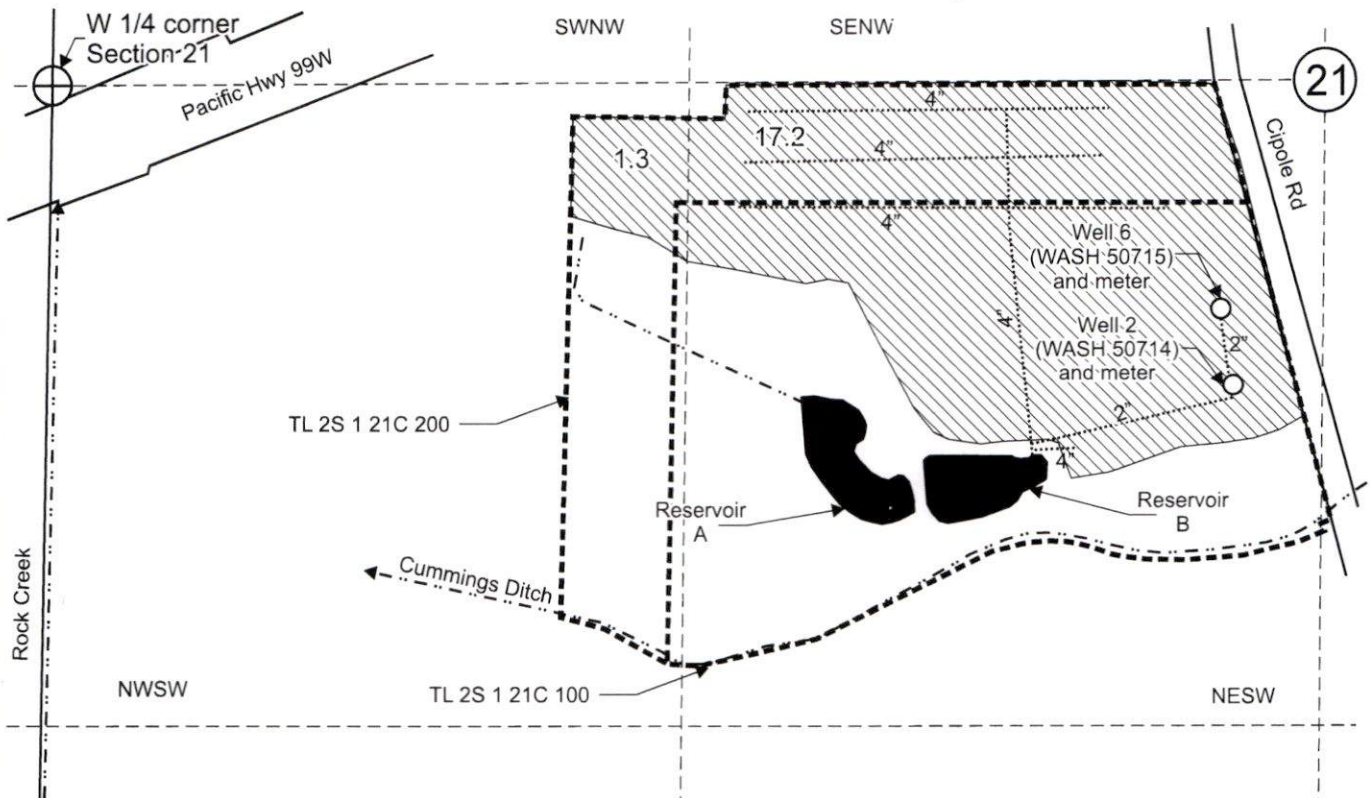 W 1/4 corner
Section 21
SWNW
SENW
21
Pacific Hwy 99W
4"
17.2
4"
1.3
Cipole Rd
4"
Well 6
(WASH 50715)
and meter
4"
Well 2
(WASH 50714)
and meter
2"
2"
TL 2S 1 21C 200
4"
Reservoir
A
Reservoir
B
Cummings Ditch
Rock Creek
NWSW
TL 2S 1 21C 100
NESW